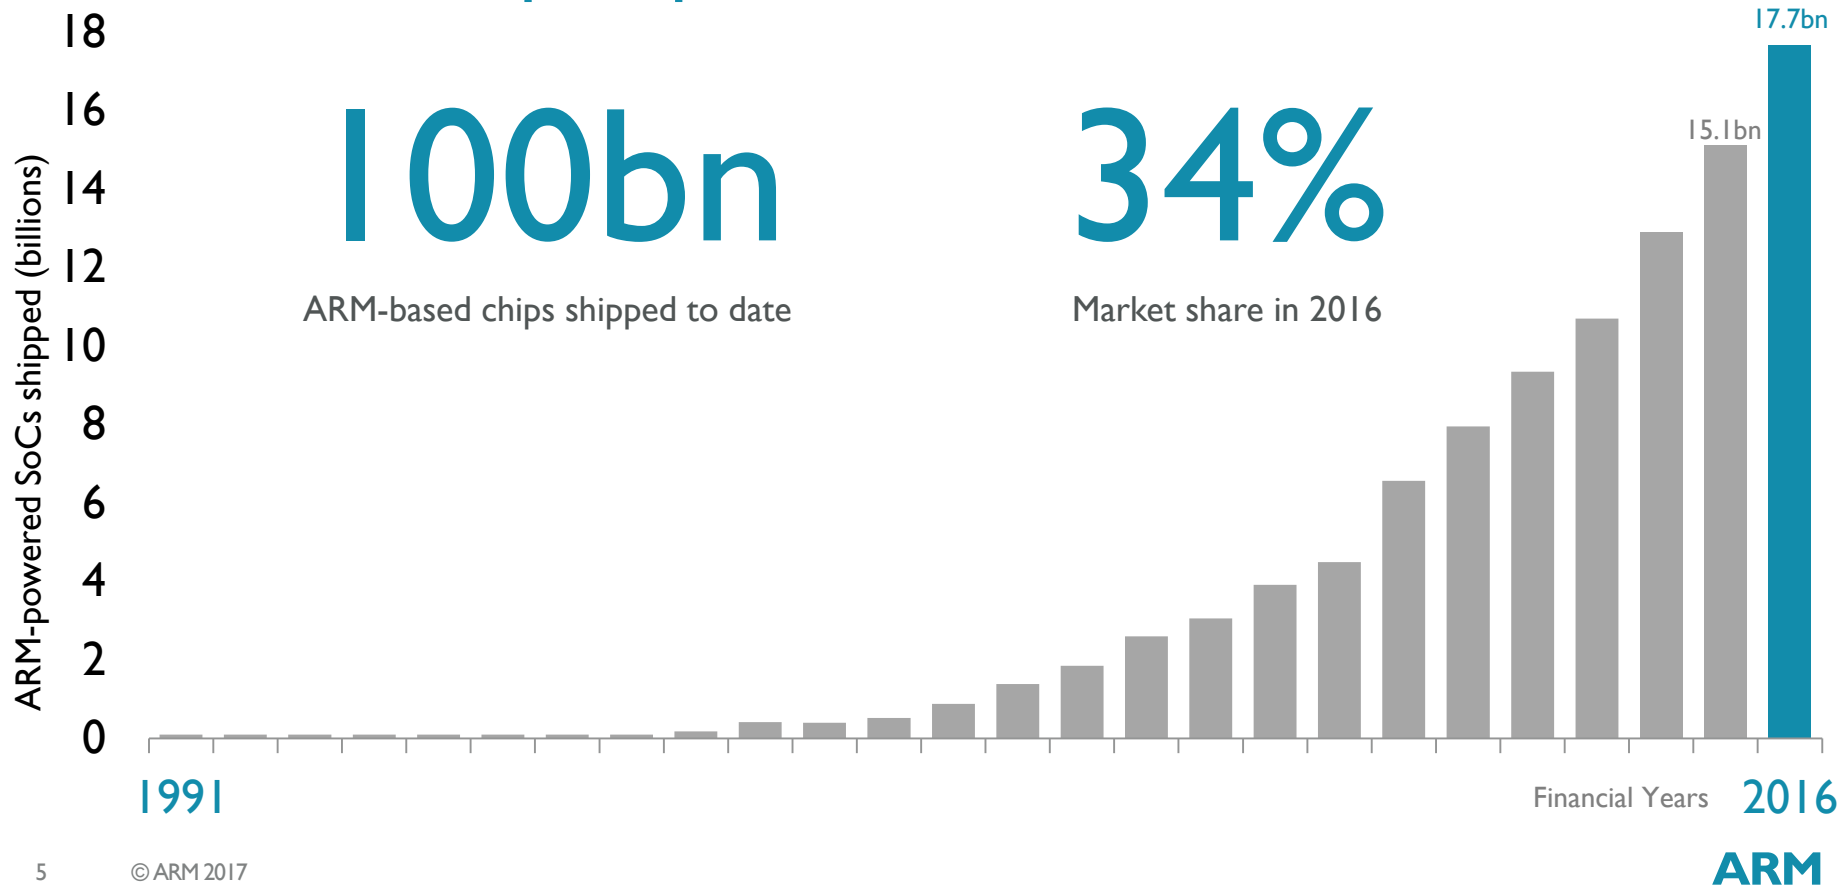 17.7bn
18
16
15.1bn
100bn
34%
14
12
ARM-based chips shipped to date
Market share in 2016
10
8
6
4
2
0
ARM-powered SoCs shipped (billions)
1991
Financial Years
2016
5
© ARM 2017
ARM